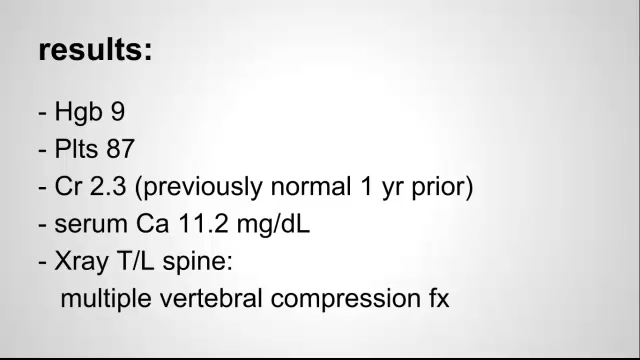 results:
- Hgb 9
- Plts 87
- Cr 2.3 (previously normal 1 yr prior)
- serum Ca 11.2 mg/dL
- Xray T/L spine:
multiple vertebral compression fx